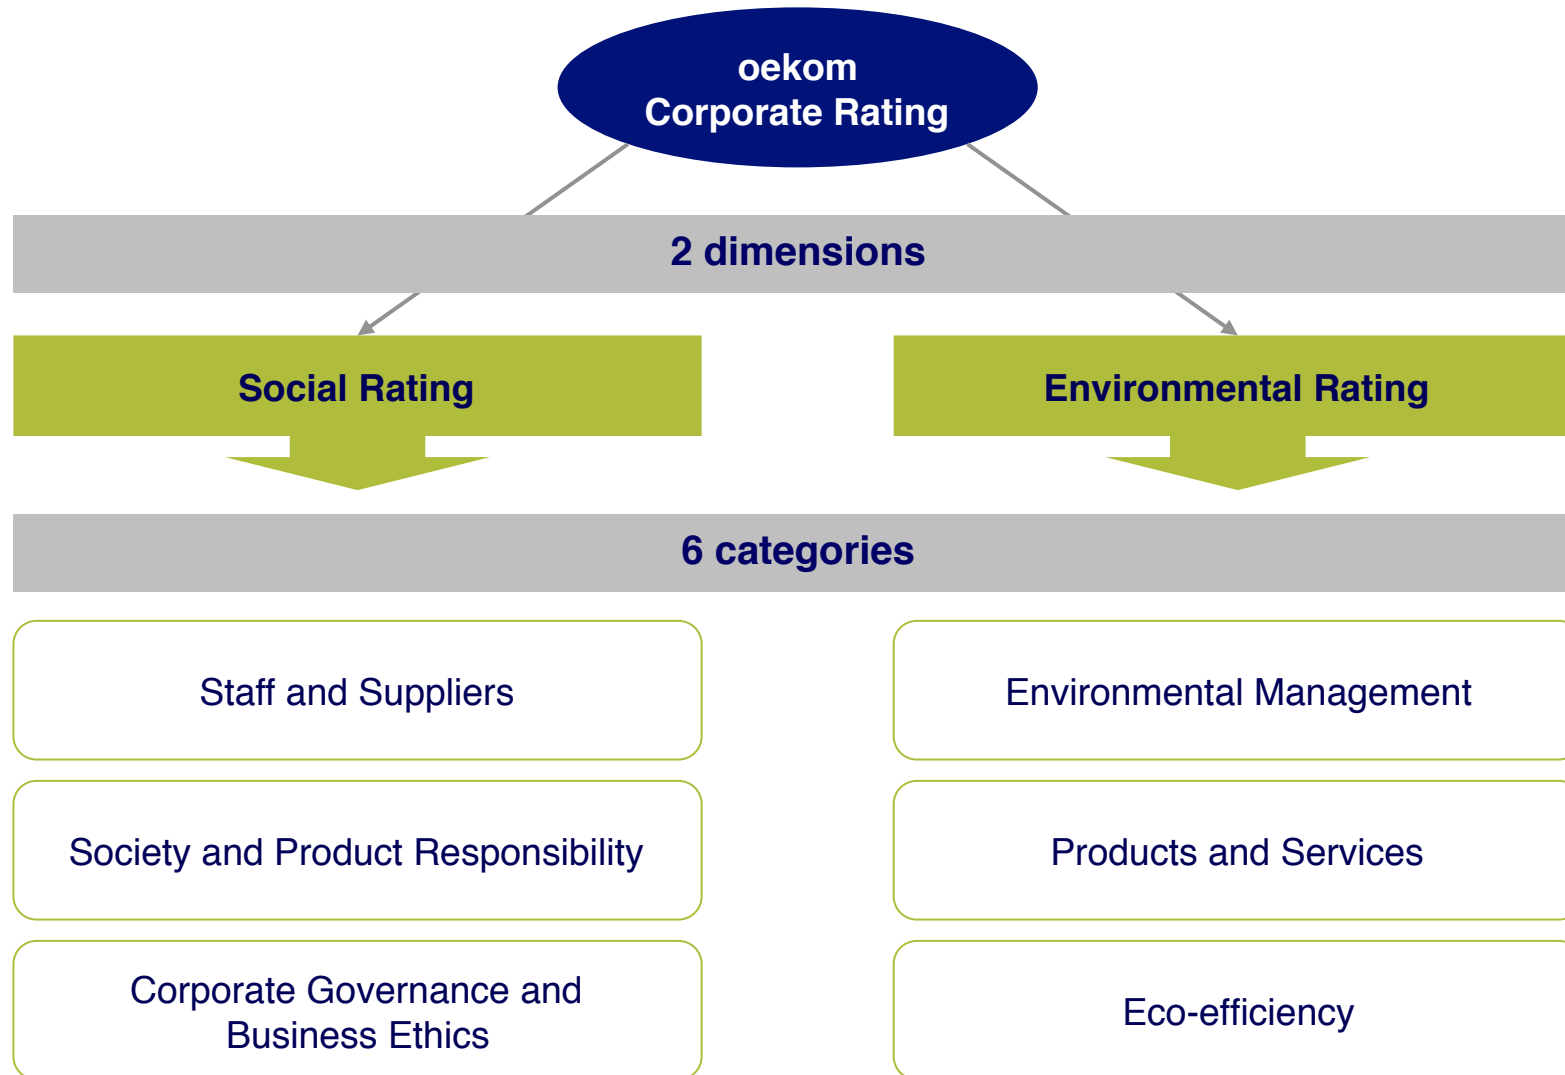 oekom
Corporate Rating
2 dimensions
Social Rating
Environmental Rating
6 categories
Staff and Suppliers
Environmental Management
Society and Product Responsibility
Products and Services
Corporate Governance and
Business Ethics
Eco-efficiency